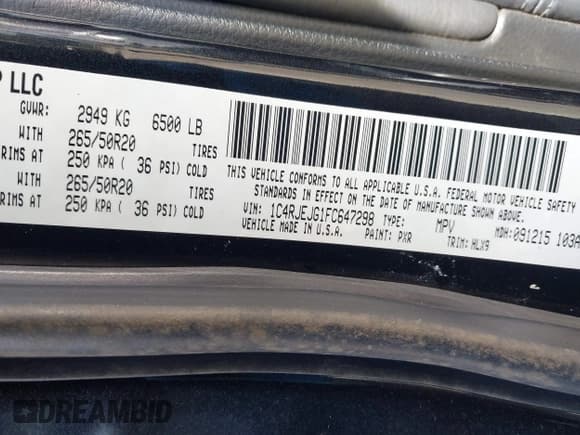 P LLC
GVWR: 2949 KG 6500 LB
WITH 265/50R20 TIRES
RIMS AT 250 KPA ( 36 PSI) COLD
WITH 265/50R20 TIRES
RIMS AT 250 KPA ( 36 PSI) COLD
THIS VEHICLE CONFORMS TO ALL APPLICABLE U.S.A. FEDERAL MOTOR VEHICLE SAFETY
STANDARDS IN EFFECT ON THE DATE OF MANUFACTURE SHOWN ABOVE.
VIN: 1C4RJEJG1FC647298 TYPE: MPV MDH: 091215 103A
VEHICLE MADE IN U.S.A. PAINT: PXR TRIM: HLX9
DREAMBID